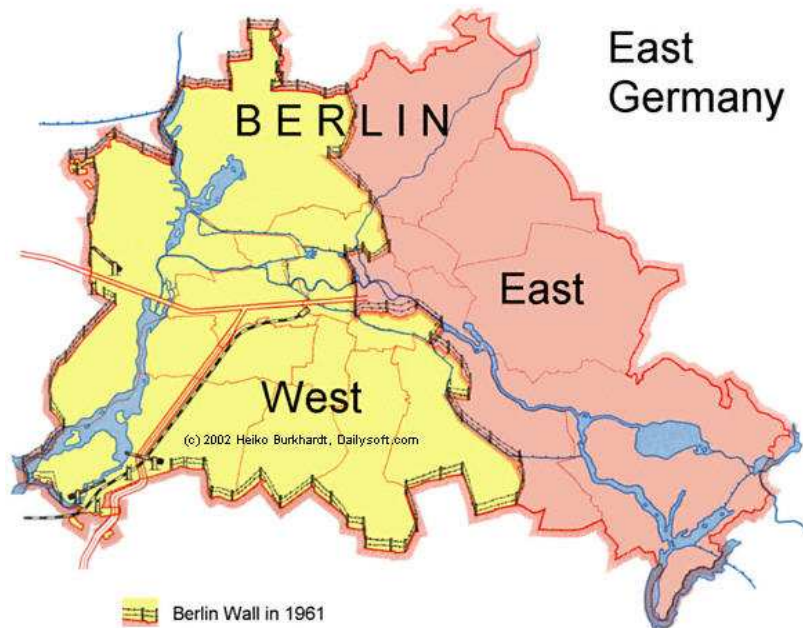 East
Germany
BERLIN
East
West
(c) 2002 Heiko Burkhardt, Dailysoft.com
Berlin Wall in 1961